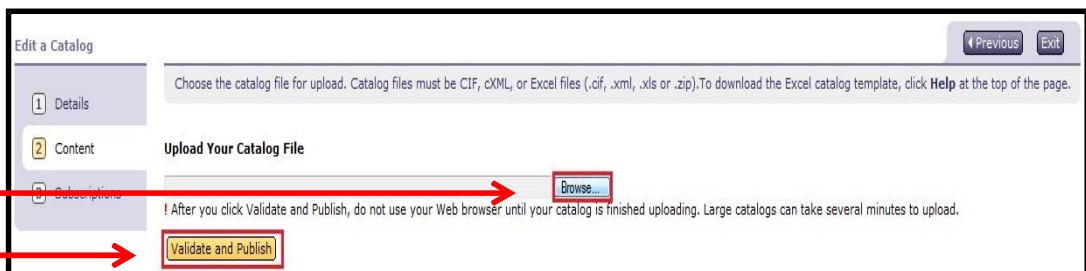 Edit a Catalog
Previous Exit
Choose the catalog file for upload. Catalog files must be CIF, cXML, or Excel files (.cif, .xml, .xls or .zip).To download the Excel catalog template, click Help at the top of the page.
1 Details
2 Content
Upload Your Catalog File
3 Subscriptions
Browse...
! After you click Validate and Publish, do not use your Web browser until your catalog is finished uploading. Large catalogs can take several minutes to upload.
Validate and Publish